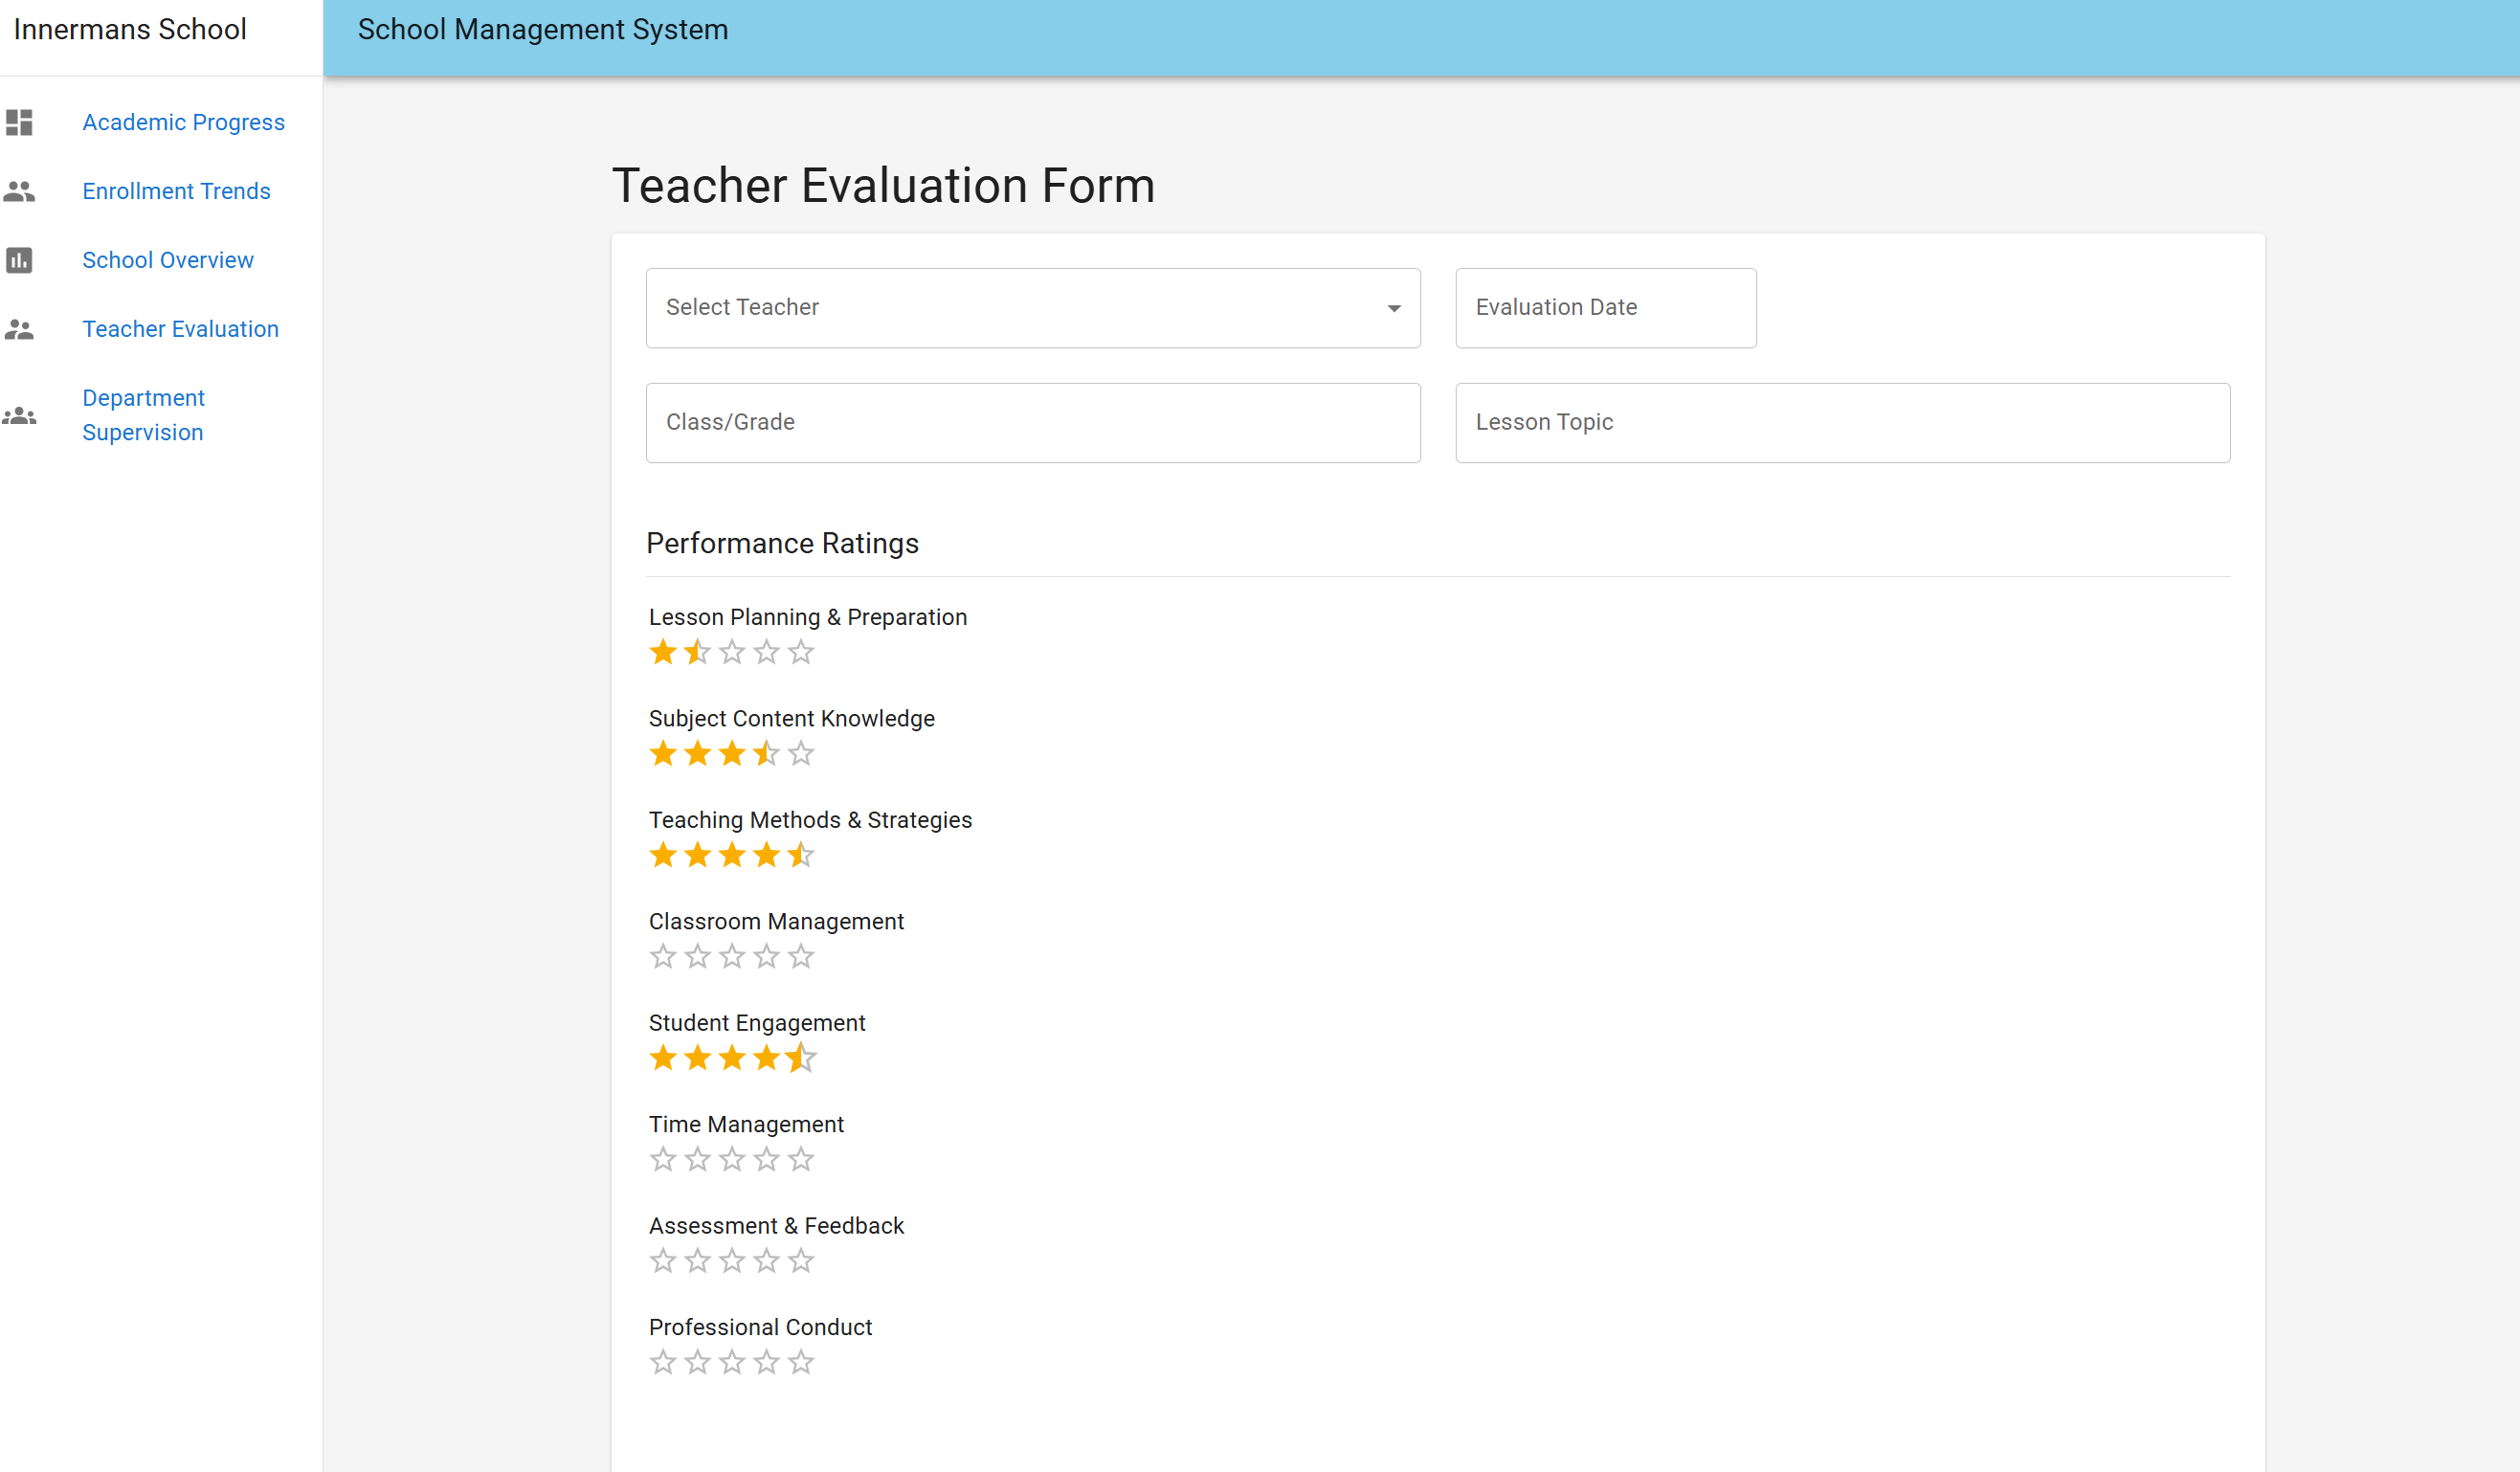 Innermans School
School Management System
Academic Progress
Enrollment Trends
School Overview
Teacher Evaluation
Department
Supervision
Teacher Evaluation Form
Select Teacher
Evaluation Date
Class/Grade
Lesson Topic
Performance Ratings
Lesson Planning & Preparation
Subject Content Knowledge
Teaching Methods & Strategies
Classroom Management
Student Engagement
Time Management
Assessment & Feedback
Professional Conduct